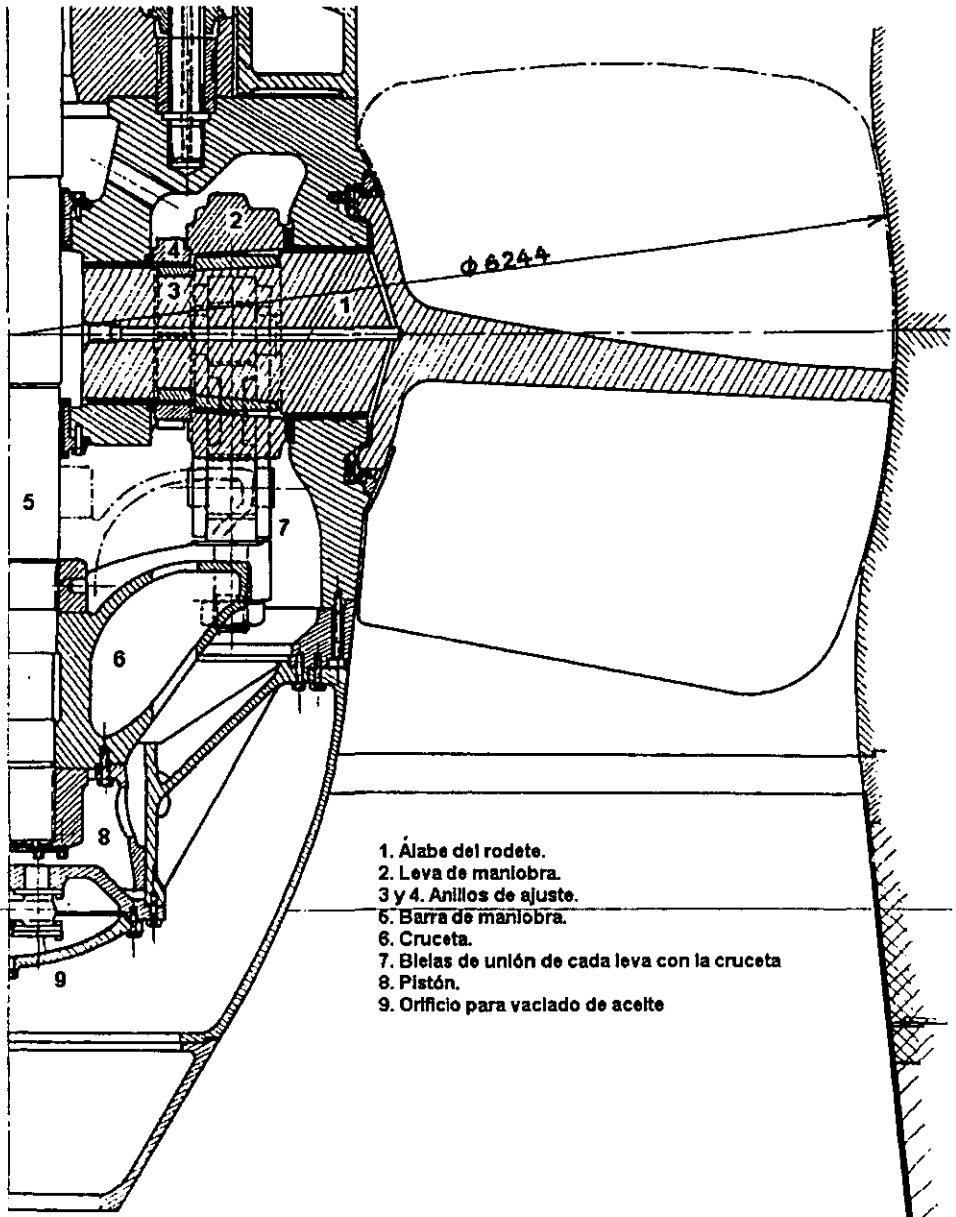 2
4
Φ 6244
3
1
5
7
6
8
9
1. Álabe del rodete.
2. Leva de maniobra.
3 y 4. Anillos de ajuste.
5. Barra de maniobra.
6. Cruceta.
7. Bielas de unión de cada leva con la cruceta
8. Pistón.
9. Orificio para vaciado de aceite